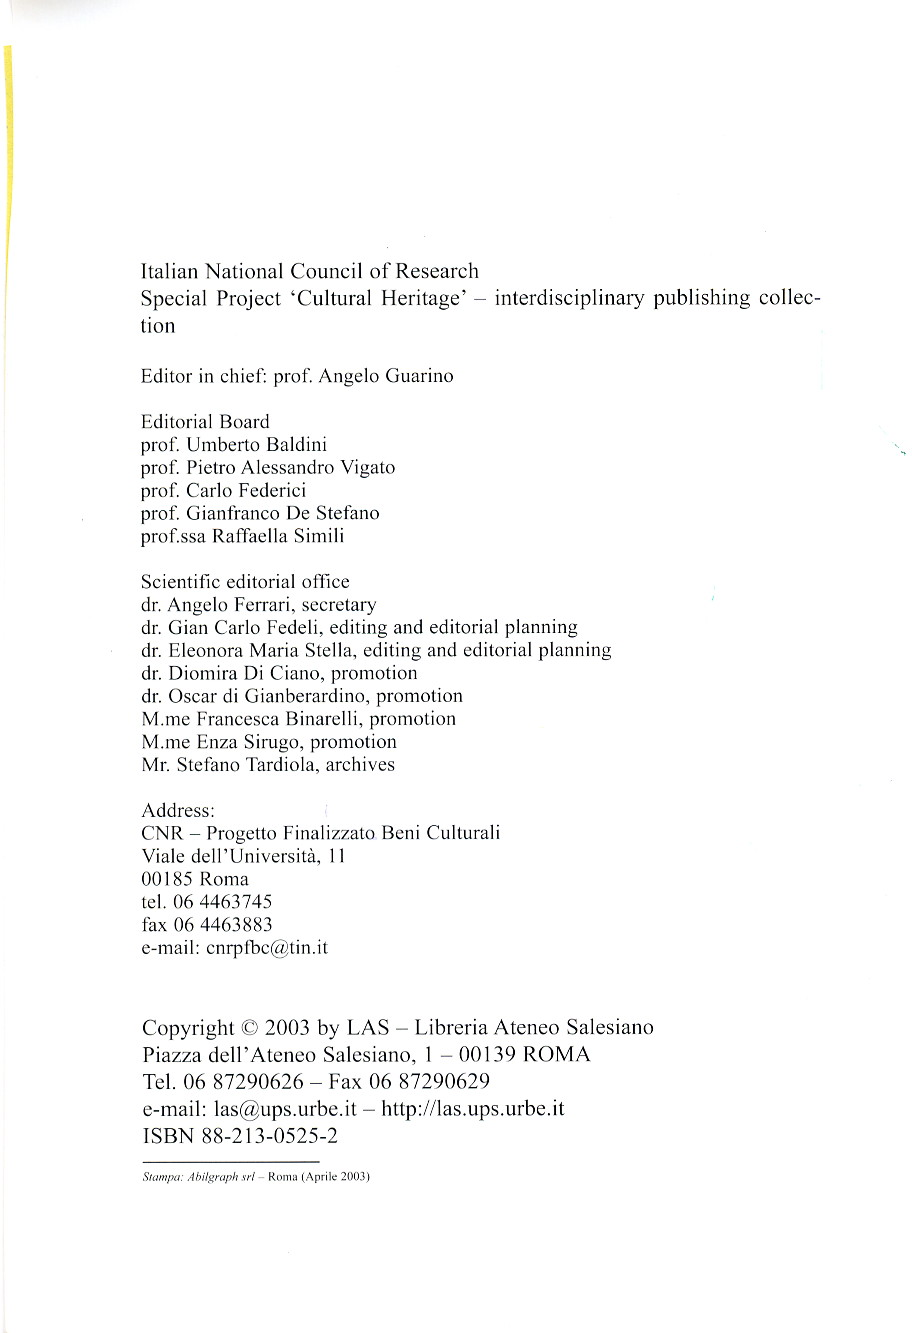 Italian National Council of Research
Special Project ‘Cultural Heritage’ – interdisciplinary publishing collec-
tion
Editor in chief: prof. Angelo Guarino
Editorial Board
prof. Umberto Baldini
prof. Pietro Alessandro Vigato
prof. Carlo Federici
prof. Gianfranco De Stefano
prof.ssa Raffaella Simili
Scientific editorial office
dr. Angelo Ferrari, secretary
dr. Gian Carlo Fedeli, editing and editorial planning
dr. Eleonora Maria Stella, editing and editorial planning
dr. Diomira Di Ciano, promotion
dr. Oscar di Gianberardino, promotion
M.me Francesca Binarelli, promotion
M.me Enza Sirugo, promotion
Mr. Stefano Tardiola, archives
Address:
CNR – Progetto Finalizzato Beni Culturali
Viale dell’Università, 11
00185 Roma
tel. 06 4463745
fax 06 4463883
e-mail: cnrpfbc@tin.it
Copyright © 2003 by LAS – Libreria Ateneo Salesiano
Piazza dell’Ateneo Salesiano, 1 – 00139 ROMA
Tel. 06 87290626 – Fax 06 87290629
e-mail: las@ups.urbe.it – http://las.ups.urbe.it
ISBN 88-213-0525-2
Stampa: Abilgraph srl – Roma (Aprile 2003)